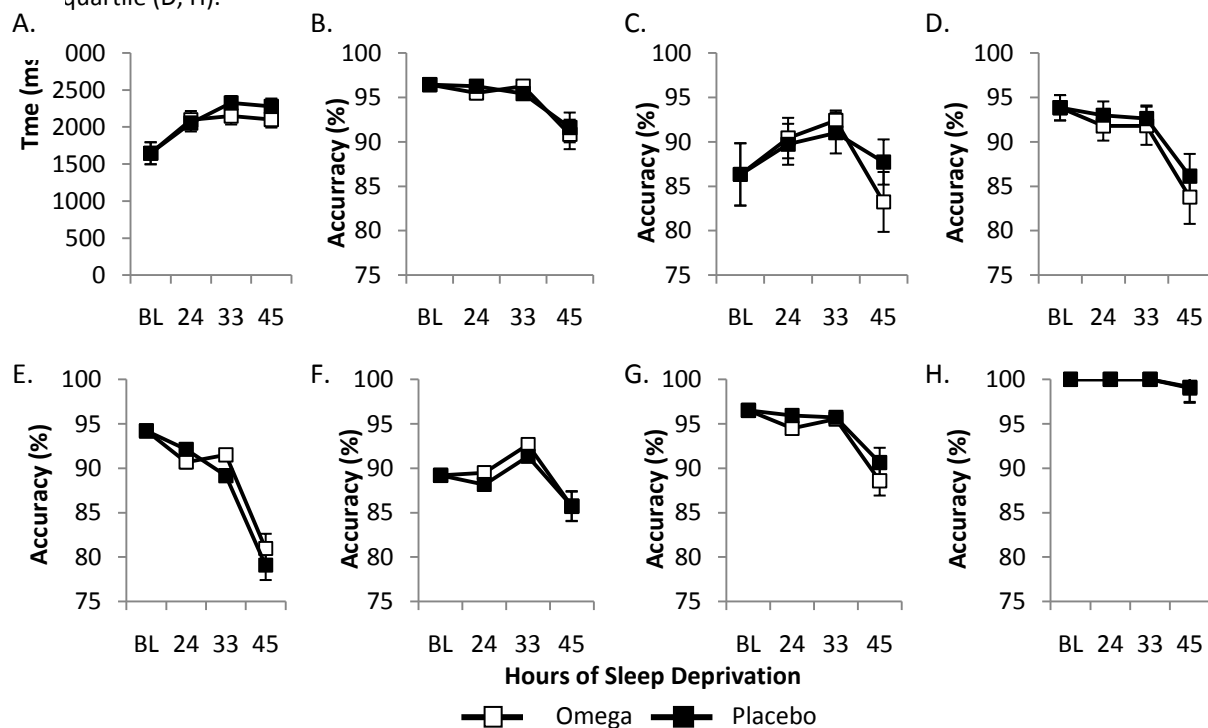 quartile (D, H).
A. B. C. D.
000
2500
2000
1500
1000
500
0
Tme (ms
BL 24 33 45
100
95
90
85
80
75
Accurracy (%)
BL 24 33 45
100
95
90
85
80
75
Accuracy (%)
BL 24 33 45
100
95
90
85
80
75
Accuracy (%)
BL 24 33 45
E. F. G. H.
100
95
90
85
80
75
Accuracy (%)
BL 24 33 45
100
95
90
85
80
75
Accuracy (%)
BL 24 33 45
100
95
90
85
80
75
Accuracy (%)
BL 24 33 45
100
95
90
85
80
75
Accuracy (%)
BL 24 33 45
Hours of Sleep Deprivation
Omega Placebo